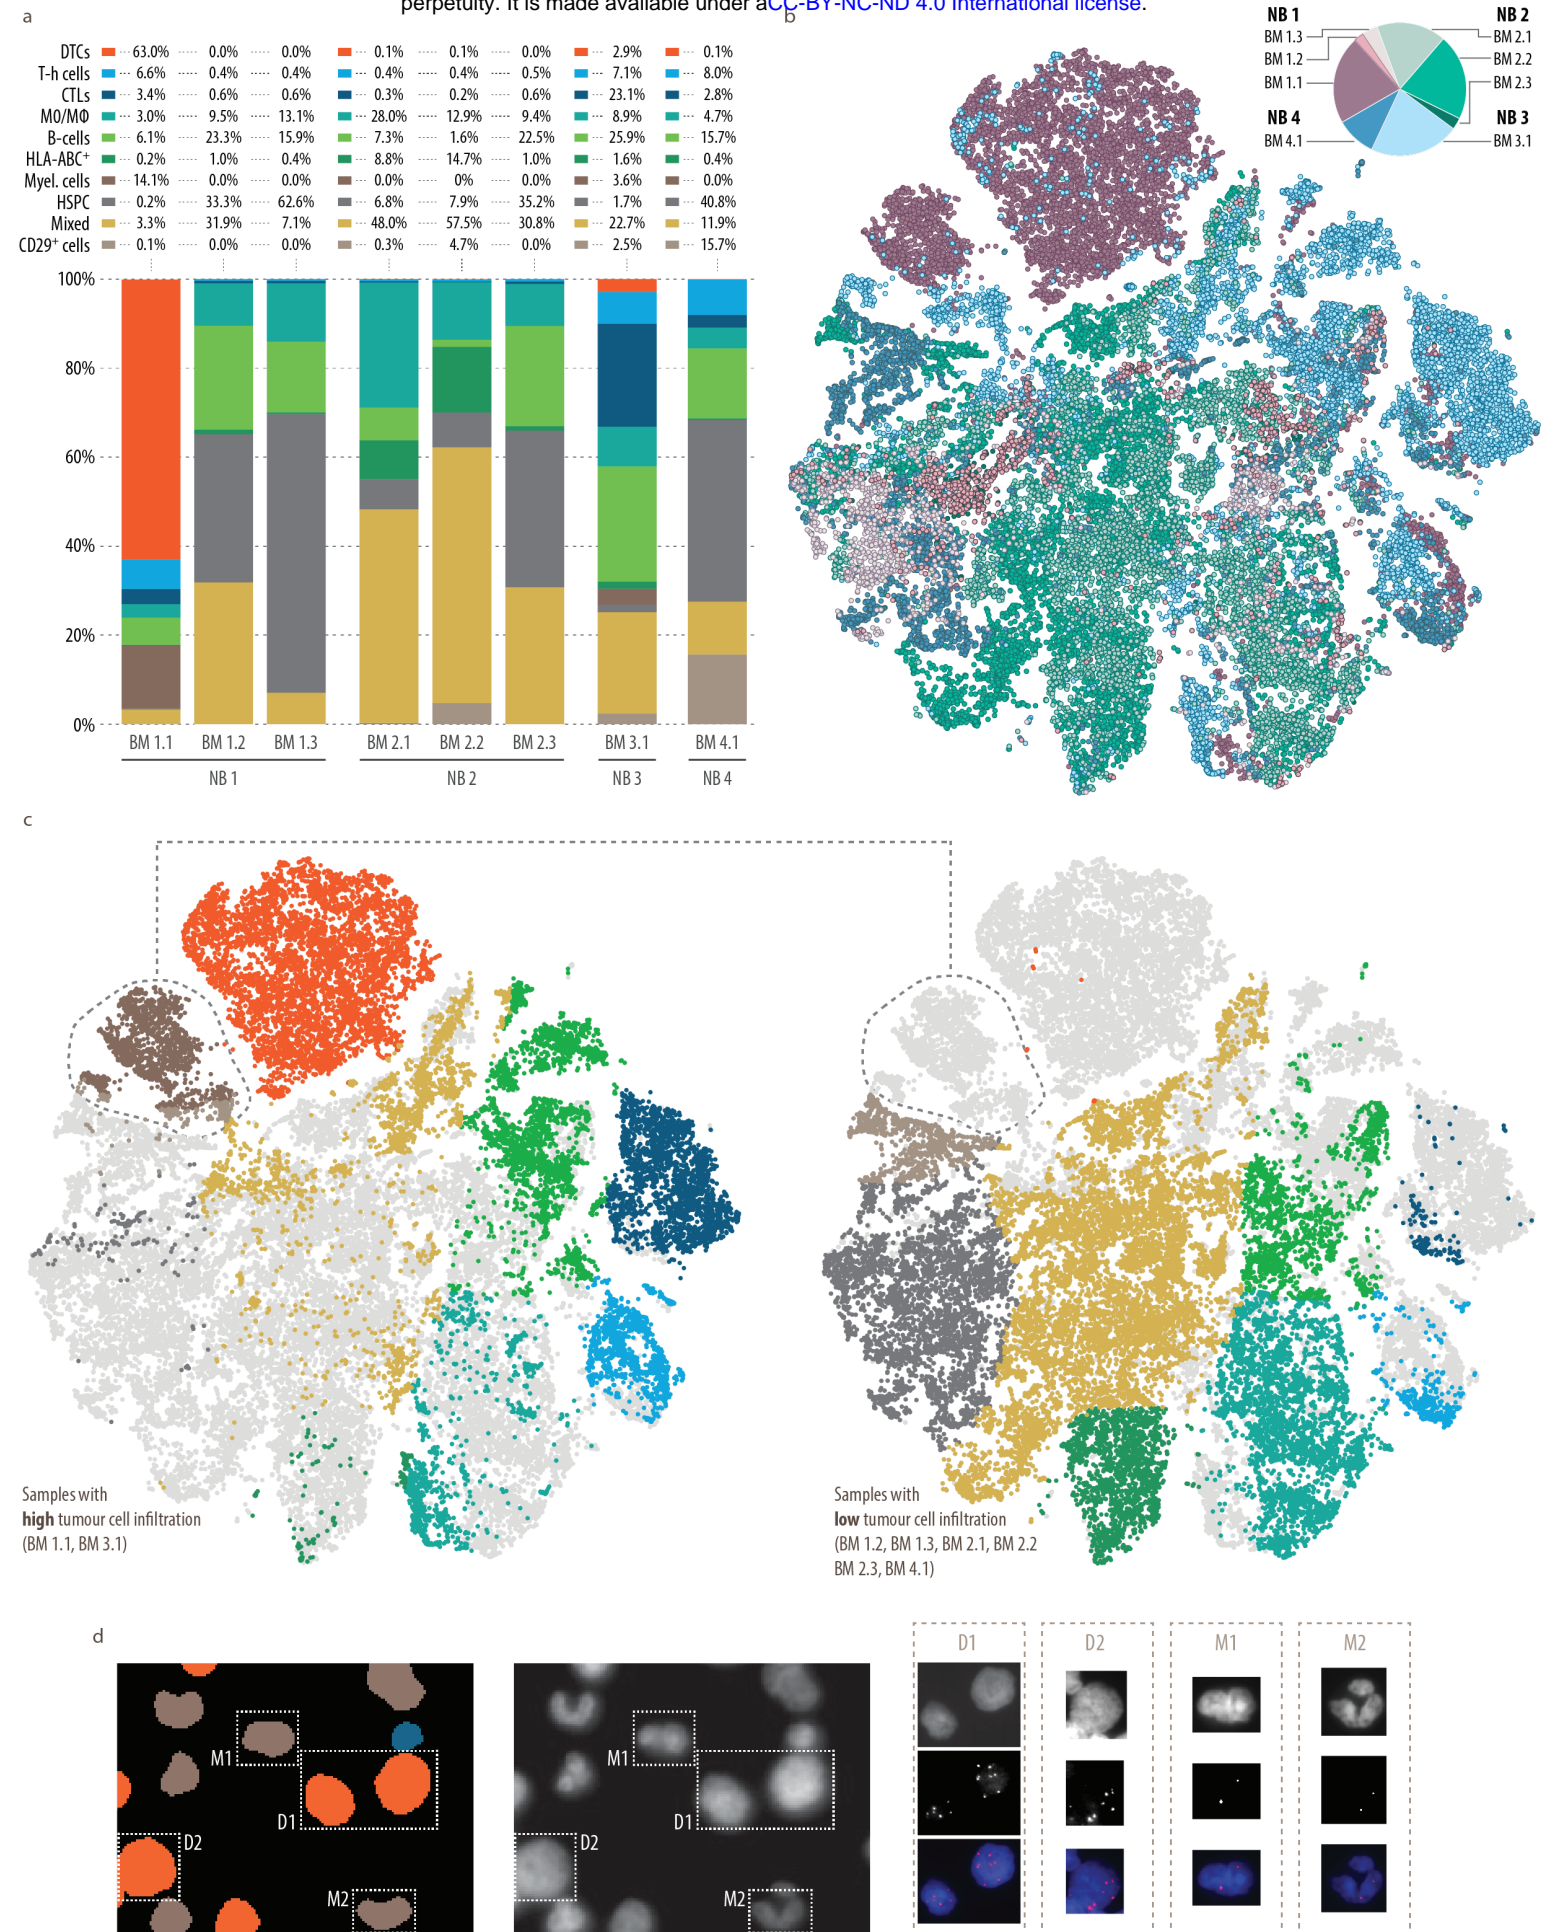 perpetuity. It is made available under aCC-BY-NC-ND 4.0 International license.
a
DTCs 63.0% 0.0% 0.0% 0.1% 0.1% 0.0% 2.9% 0.1%
T-h cells 6.6% 0.4% 0.4% 0.4% 0.4% 0.5% 7.1% 8.0%
CTLs 3.4% 0.6% 0.6% 0.3% 0.2% 0.6% 23.1% 2.8%
M0/MΦ 3.0% 9.5% 13.1% 28.0% 12.9% 9.4% 8.9% 4.7%
B-cells 6.1% 23.3% 15.9% 7.3% 1.6% 22.5% 25.9% 15.7%
HLA-ABC⁺ 0.2% 1.0% 0.4% 8.8% 14.7% 1.0% 1.6% 0.4%
Myel. cells 14.1% 0.0% 0.0% 0.0% 0% 0.0% 3.6% 0.0%
HSPC 0.2% 33.3% 62.6% 6.8% 7.9% 35.2% 1.7% 40.8%
Mixed 3.3% 31.9% 7.1% 48.0% 57.5% 30.8% 22.7% 11.9%
CD29⁺ cells 0.1% 0.0% 0.0% 0.3% 4.7% 0.0% 2.5% 15.7%
100%
80%
60%
40%
20%
0%
BM 1.1 BM 1.2 BM 1.3 BM 2.1 BM 2.2 BM 2.3 BM 3.1 BM 4.1
NB 1 NB 2 NB 3 NB 4
b
NB 1
BM 1.3
BM 1.2
BM 1.1
NB 4
BM 4.1
NB 2
BM 2.1
BM 2.2
BM 2.3
NB 3
BM 3.1
c
Samples with
high tumour cell infiltration
(BM 1.1, BM 3.1)
Samples with
low tumour cell infiltration
(BM 1.2, BM 1.3, BM 2.1, BM 2.2
BM 2.3, BM 4.1)
d
M1
D1
D2
M2
M1
D1
D2
M2
D1 D2 M1 M2